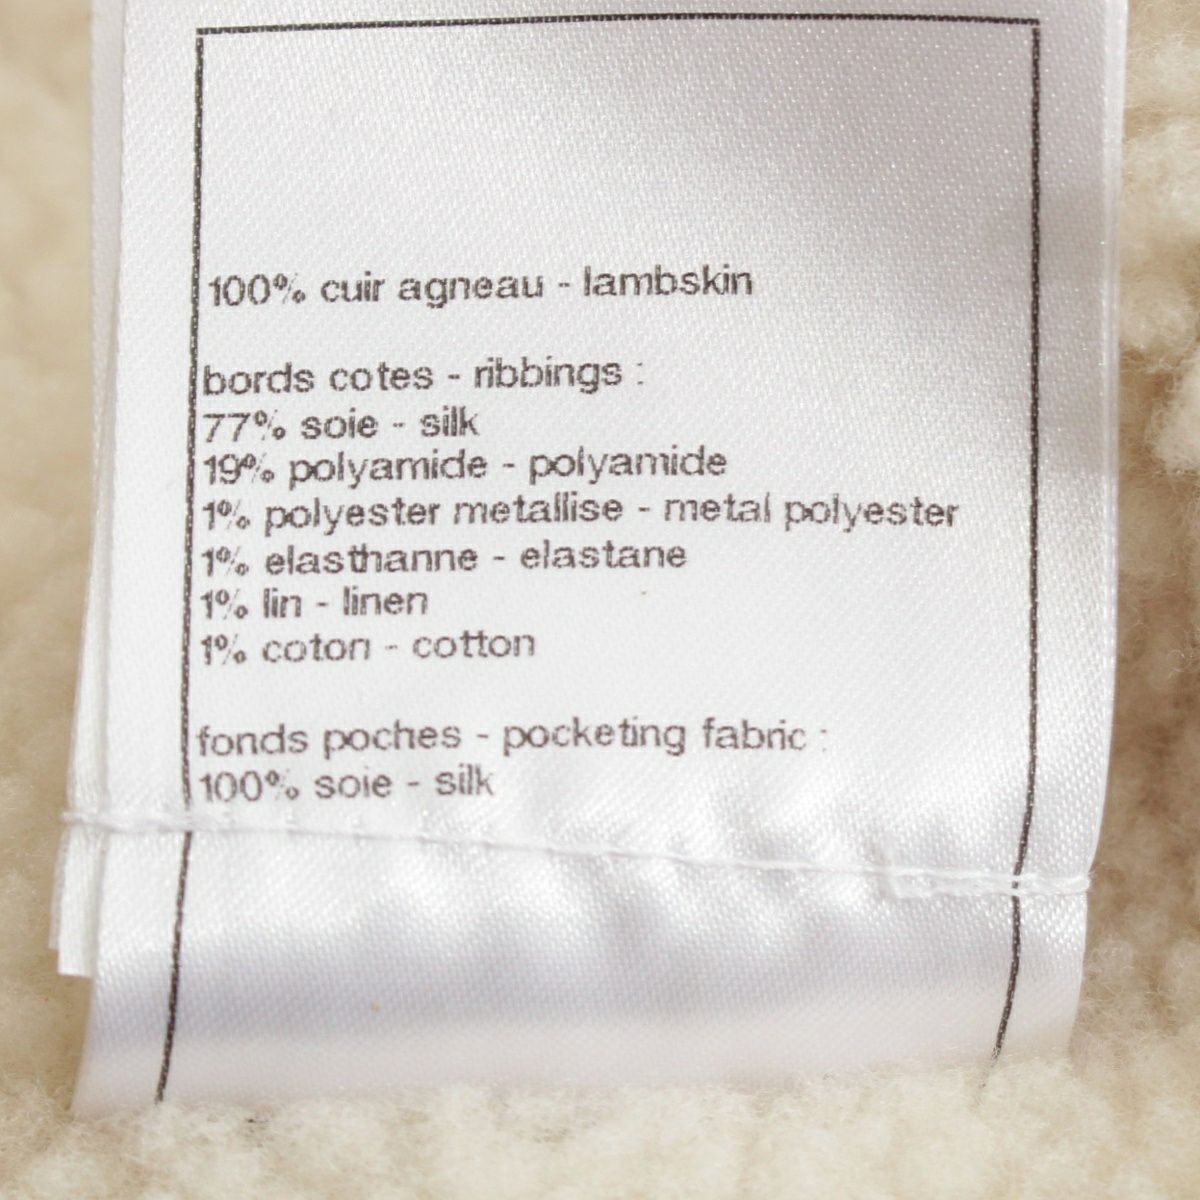 100% cuir agneau - lambskin
bords cotes - ribbings :
77% soie - silk
19% polyamide - polyamide
1% polyester metallise - metal polyester
1% elasthanne - elastane
1% lin - linen
1% coton - cotton
fonds poches - pocketing fabric :
100% soie - silk